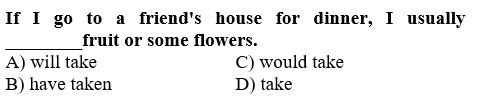 If I go to a friend's house for dinner, I usually
________fruit or some flowers.
A) will take C) would take
B) have taken D) take